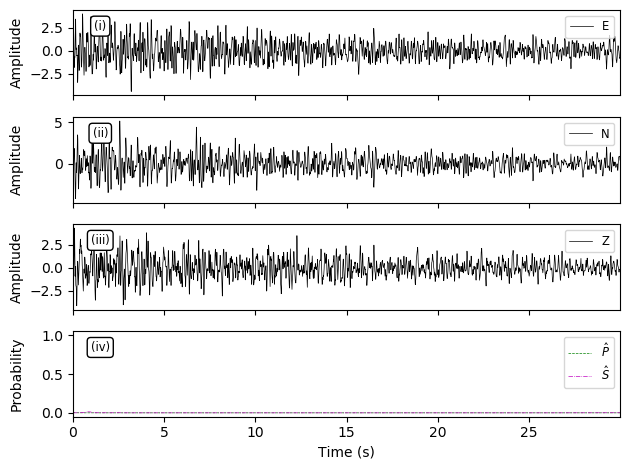 Amplitude
2.5
0.0
−2.5
(i)
E
Amplitude
5
0
(ii)
N
Amplitude
2.5
0.0
−2.5
(iii)
Z
Probability
1.0
0.5
0.0
(iv)
P̂
Ŝ
0 5 10 15 20 25
Time (s)